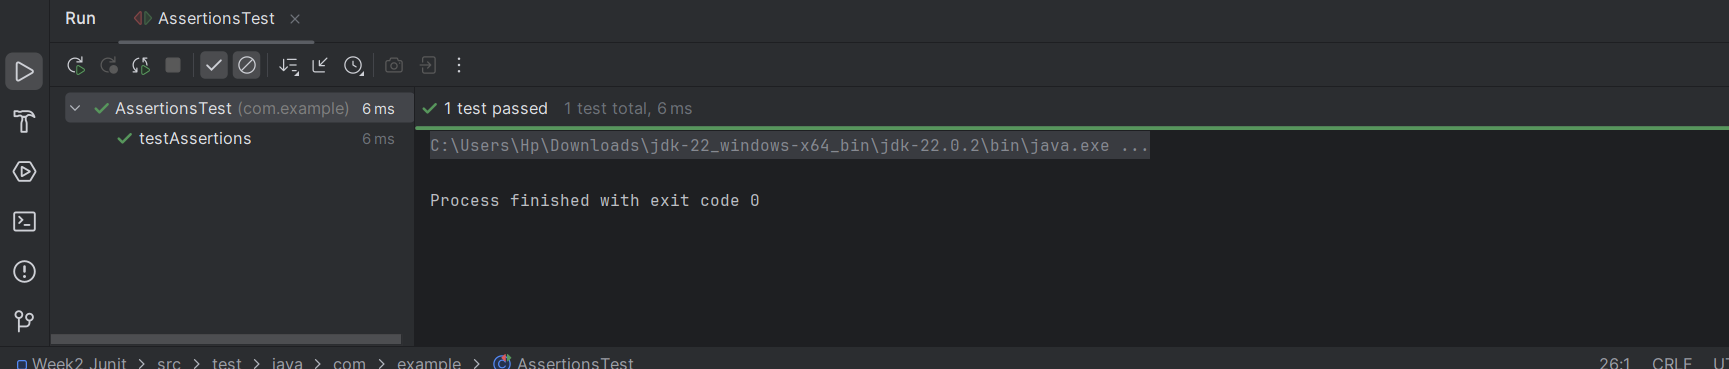 Run AssertionsTest
AssertionsTest (com.example) 6 ms
testAssertions 6 ms
1 test passed 1 test total, 6 ms
C:\Users\Hp\Downloads\jdk-22_windows-x64_bin\jdk-22.0.2\bin\java.exe ...
Process finished with exit code 0
Week2 Junit > src > test > java > com > example > AssertionsTest 26:1 CRLF